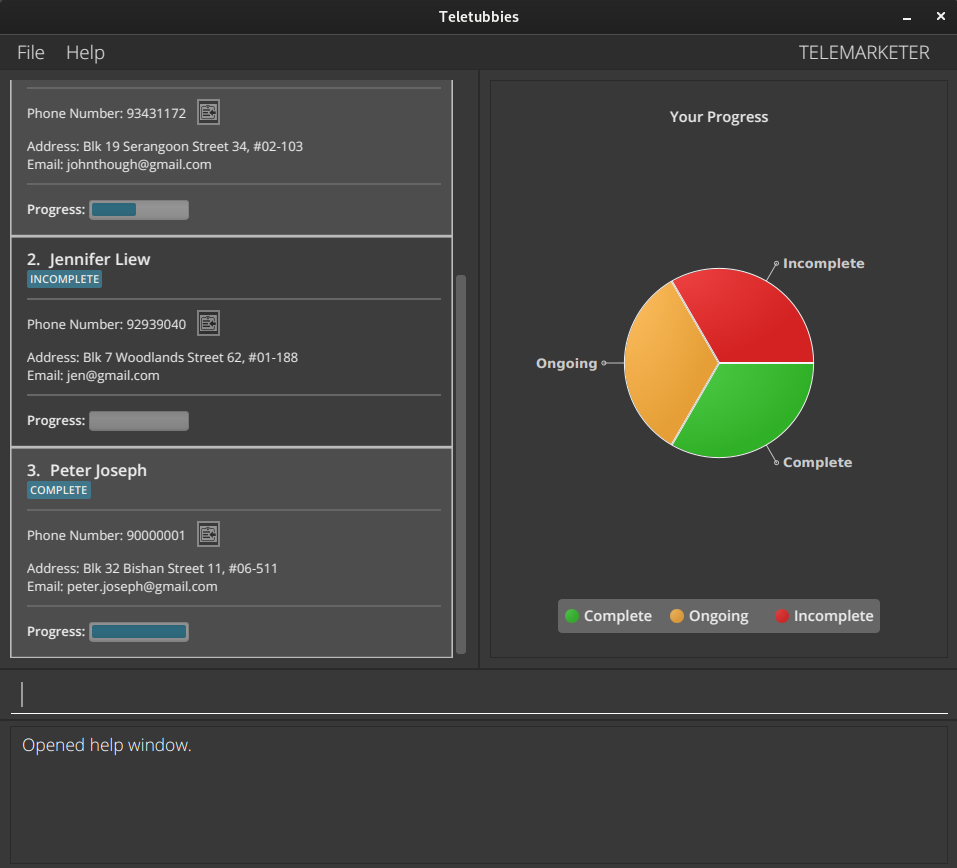 Teletubbies
File Help TELEMARKETER
Phone Number: 93431172
Address: Blk 19 Serangoon Street 34, #02-103
Email: johnthough@gmail.com
Progress:
2. Jennifer Liew
INCOMPLETE
Phone Number: 92939040
Address: Blk 7 Woodlands Street 62, #01-188
Email: jen@gmail.com
Progress:
3. Peter Joseph
COMPLETE
Phone Number: 90000001
Address: Blk 32 Bishan Street 11, #06-511
Email: peter.joseph@gmail.com
Progress:
Your Progress
Incomplete
Ongoing
Complete
Complete Ongoing Incomplete
Opened help window.